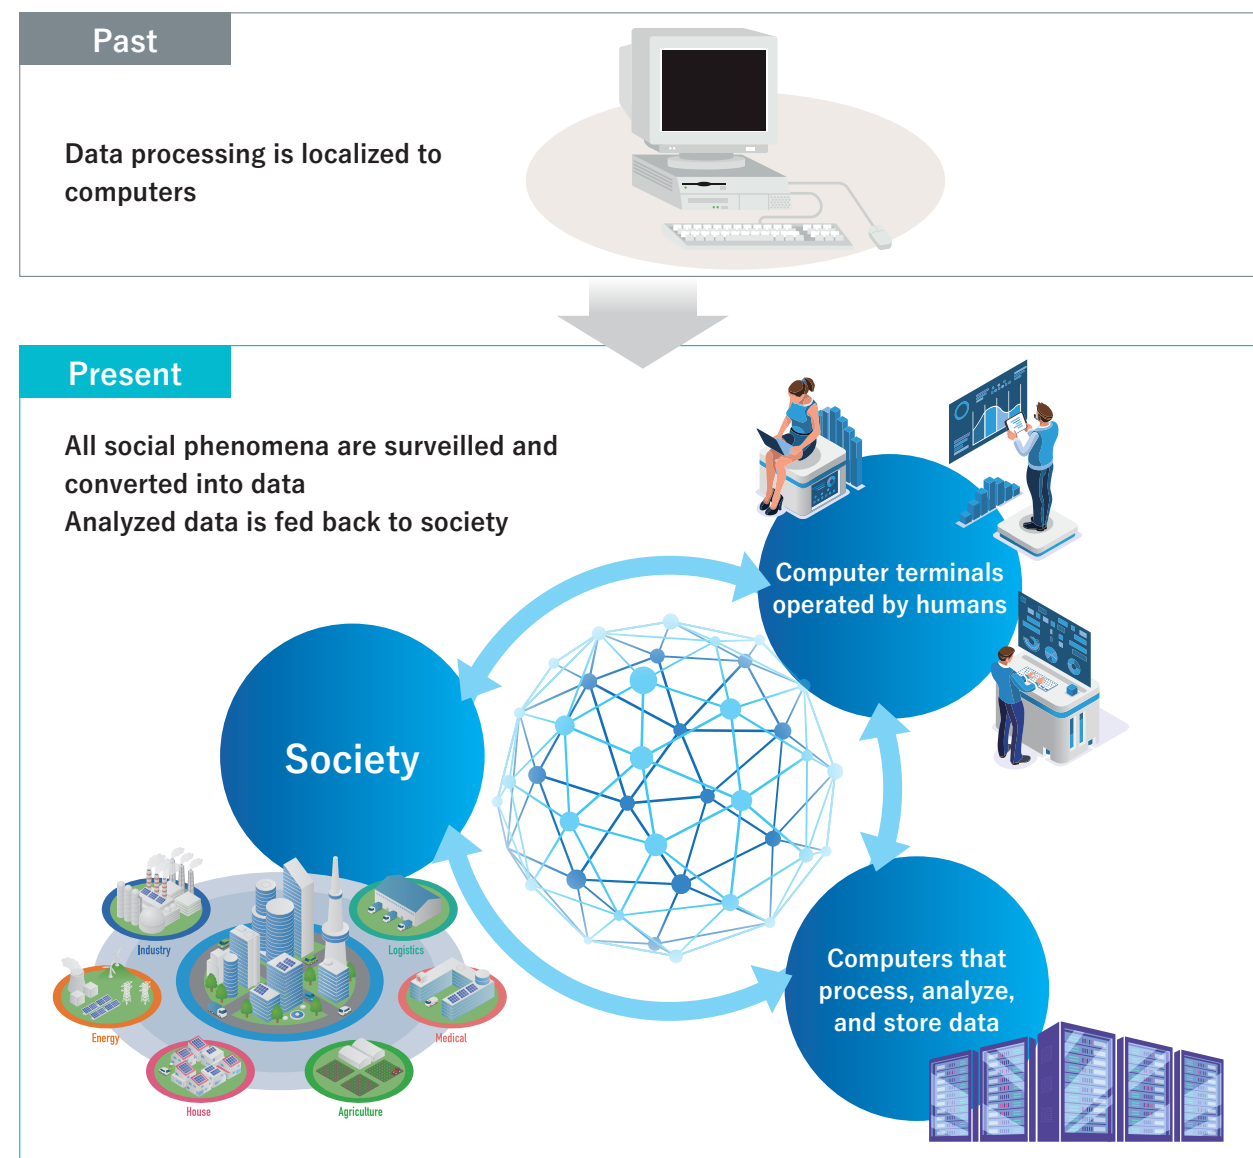 Past
Data processing is localized to
computers
Present
All social phenomena are surveilled and
converted into data
Analyzed data is fed back to society
Computer terminals
operated by humans
Society
Industry
Logistics
Energy
Medical
House
Agriculture
Computers that
process, analyze,
and store data